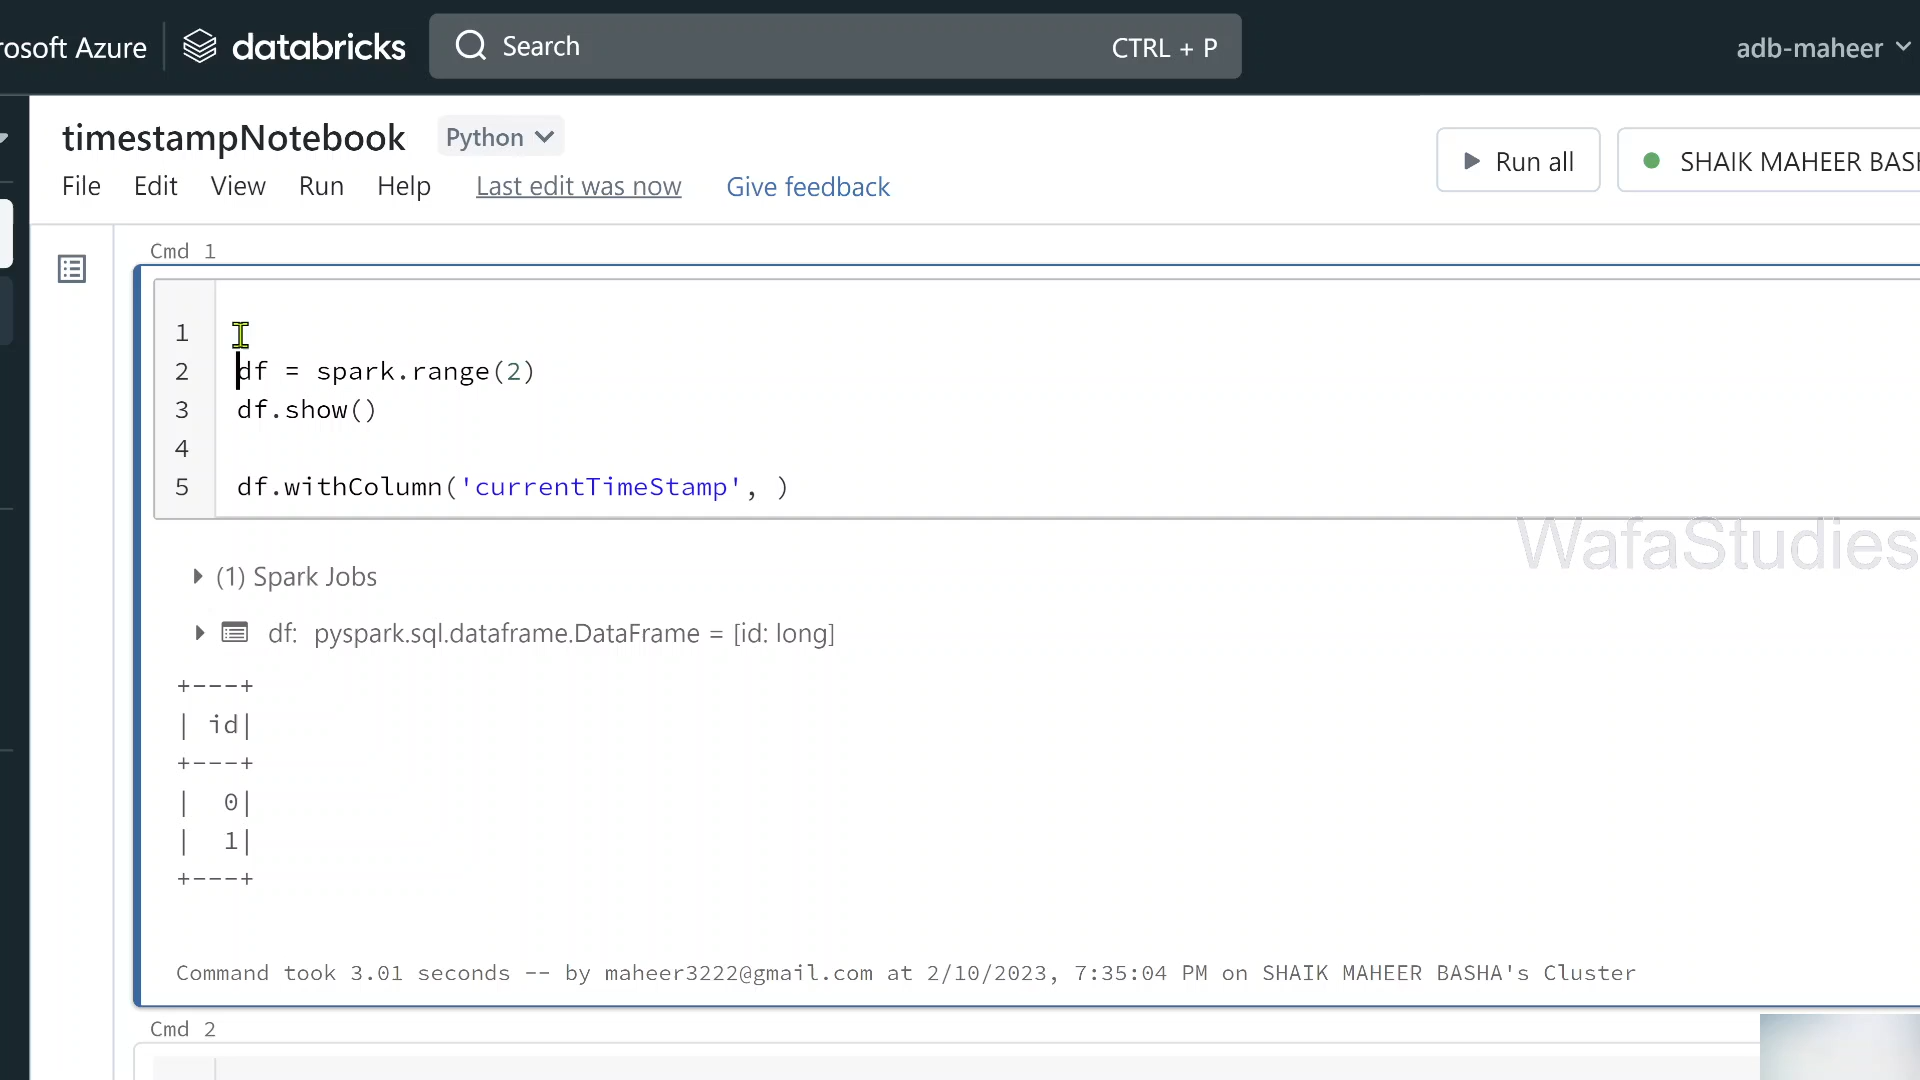 rosoft Azure databricks Search CTRL + P adb-maheer
timestampNotebook Python
Run all SHAIK MAHEER BASH
File Edit View Run Help Last edit was now Give feedback
Cmd 1
1
2 df = spark.range(2)
3 df.show()
4
5 df.withColumn('currentTimeStamp', )
WafaStudies
(1) Spark Jobs
df: pyspark.sql.dataframe.DataFrame = [id: long]
+---+
| id|
+---+
|  0|
|  1|
+---+
Command took 3.01 seconds -- by maheer3222@gmail.com at 2/10/2023, 7:35:04 PM on SHAIK MAHEER BASHA's Cluster
Cmd 2